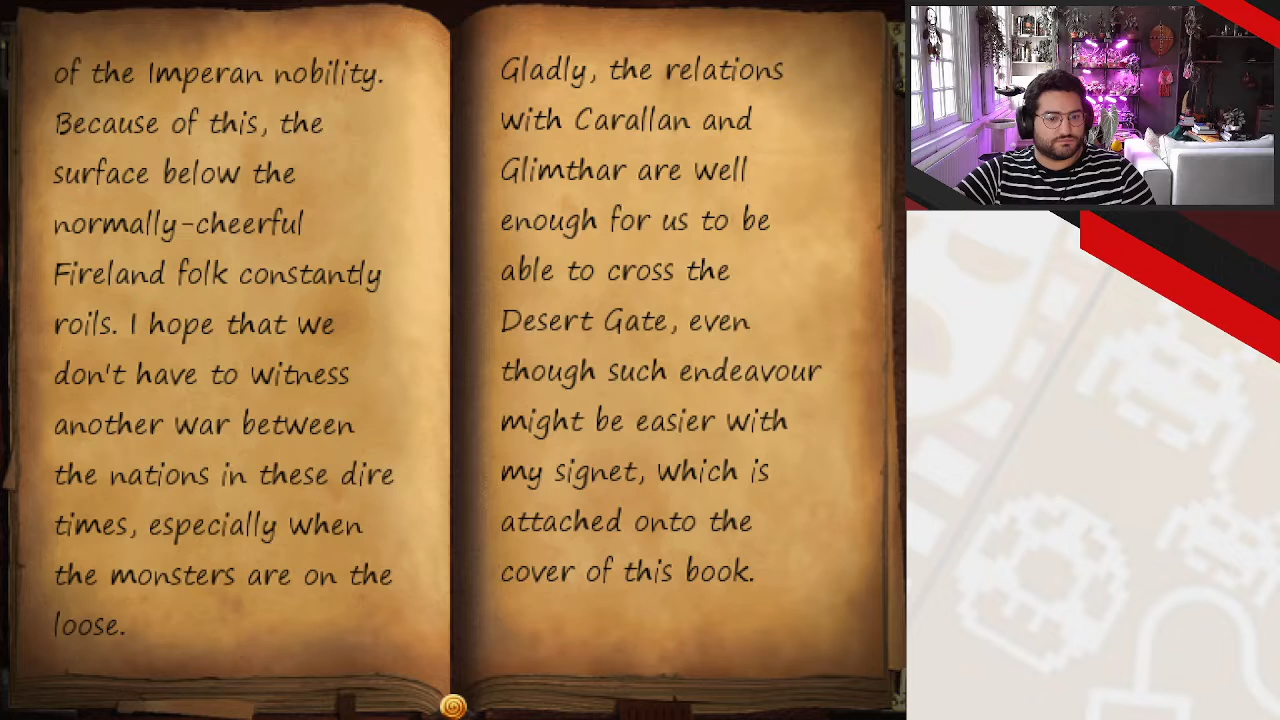 of the Imperan nobility.
Because of this, the
surface below the
normally-cheerful
Fireland folk constantly
roils. I hope that we
don't have to witness
another war between
the nations in these dire
times, especially when
the monsters are on the
loose.
Gladly, the relations
with Carallan and
Glimthar are well
enough for us to be
able to cross the
Desert Gate, even
though such endeavour
might be easier with
my signet, which is
attached onto the
cover of this book.